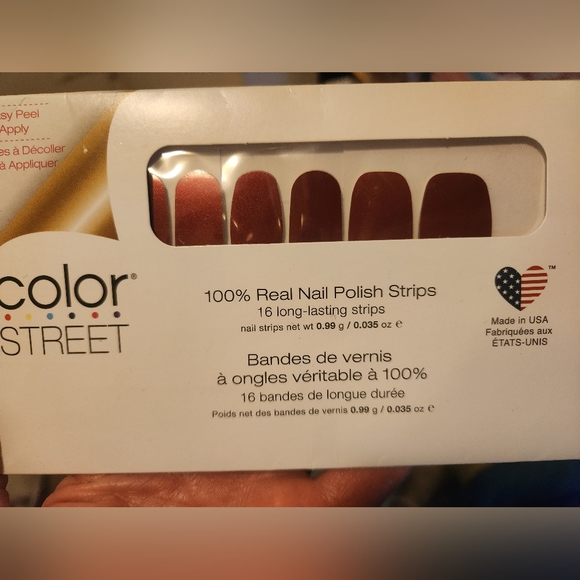 sy Peel
Apply
es à Décoller
à Appliquer
color®
STREET
100% Real Nail Polish Strips
16 long-lasting strips
nail strips net wt 0.99 g / 0.035 oz ℮
Bandes de vernis
à ongles véritable à 100%
16 bandes de longue durée
Poids net des bandes de vernis 0.99 g / 0.035 oz ℮
™
Made in USA
Fabriquées aux
ÉTATS-UNIS